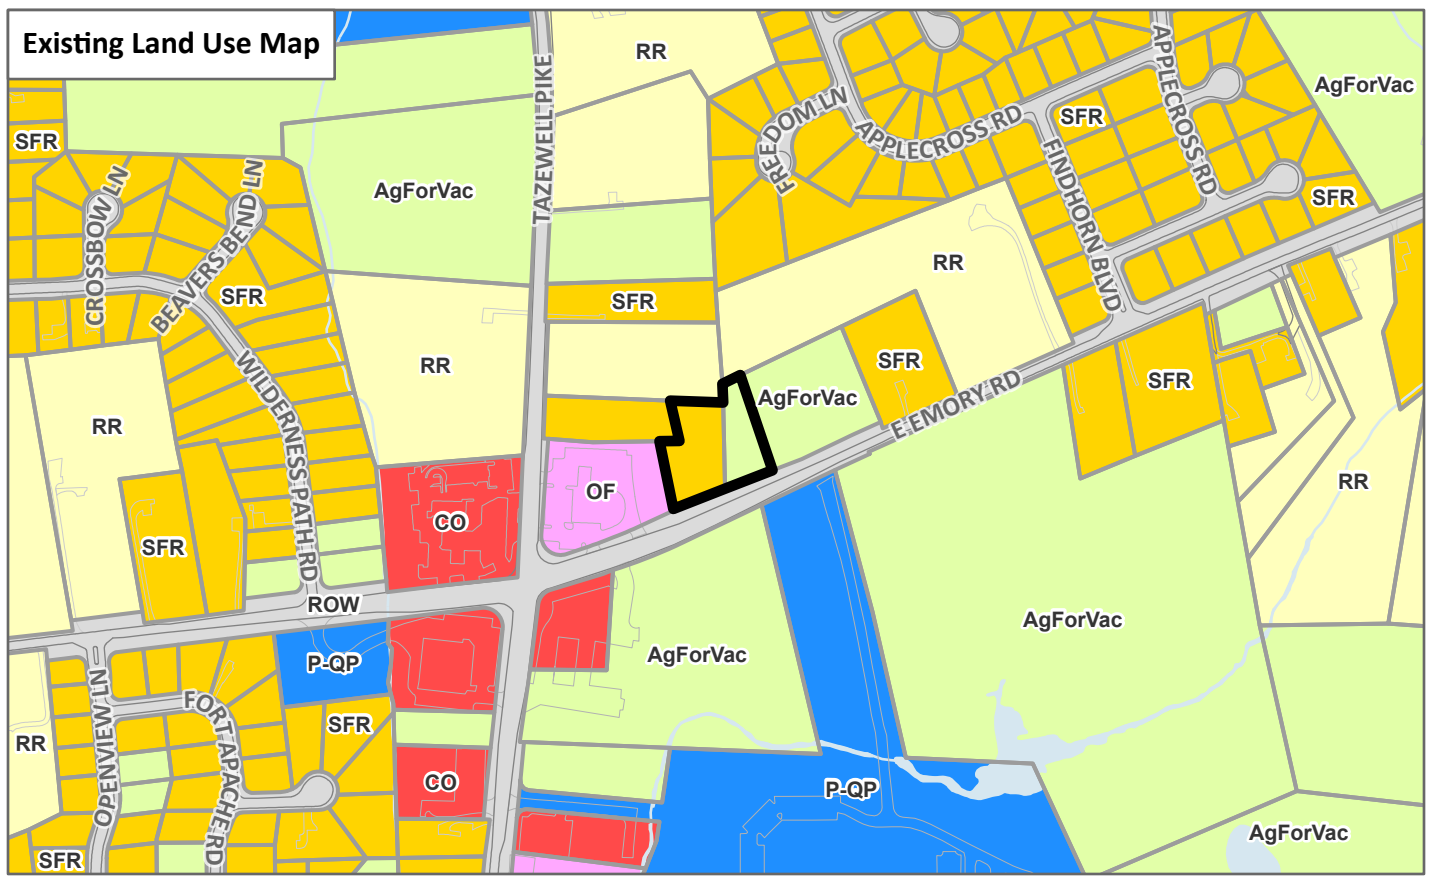 Existing Land Use Map
RR
AgForVac
SFR
SFR
TAZEWELL PIKE
FREEDOM LN
APPLECROSS RD
APPLECROSS RD
FINDHORN BLVD
CROSSBOW LN
BEAVERS BEND LN
AgForVac
SFR
SFR
SFR
RR
RR
AgForVac
SFR
SFR
E EMORY RD
WILDERNESS PATH RD
RR
RR
SFR
CO
OF
ROW
AgForVac
AgForVac
P-QP
OPENVIEW LN
FORT APACHE RD
SFR
RR
CO
P-QP
AgForVac
SFR